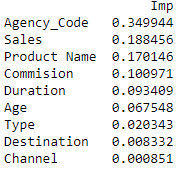 Imp
Agency_Code 0.349944
Sales 0.188456
Product Name 0.170146
Commision 0.100971
Duration 0.093409
Age 0.067548
Type 0.020343
Destination 0.008332
Channel 0.000851